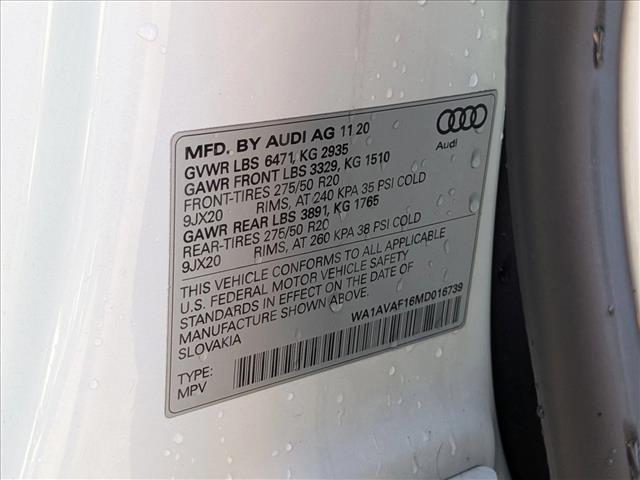 MFD. BY AUDI AG 11 20
Audi
GVWR LBS 6471, KG 2935
GAWR FRONT LBS 3329, KG 1510
FRONT-TIRES 275/50 R20
9JX20 RIMS, AT 240 KPA 35 PSI COLD
GAWR REAR LBS 3891, KG 1765
REAR-TIRES 275/50 R20
9JX20 RIMS, AT 260 KPA 38 PSI COLD
THIS VEHICLE CONFORMS TO ALL APPLICABLE
U.S. FEDERAL MOTOR VEHICLE SAFETY
STANDARDS IN EFFECT ON THE DATE OF
MANUFACTURE SHOWN ABOVE.
SLOVAKIA
WA1AVAF16MD016739
TYPE:
MPV